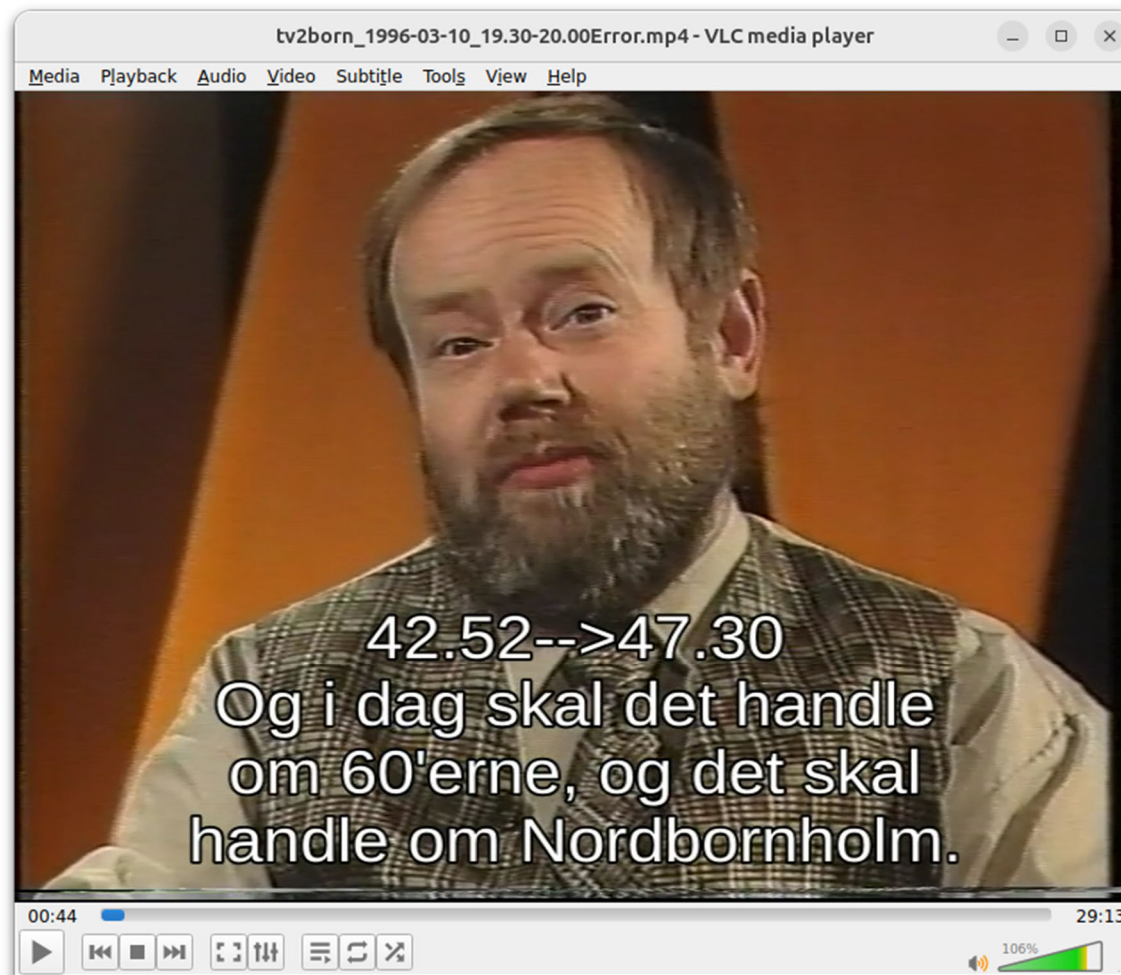 tv2born_1996-03-10_19.30-20.00Error.mp4 - VLC media player
Media Playback Audio Video Subtitle Tools View Help
42.52-->47.30
Og i dag skal det handle
om 60'erne, og det skal
handle om Nordbornholm.
00:44 29:13
106%